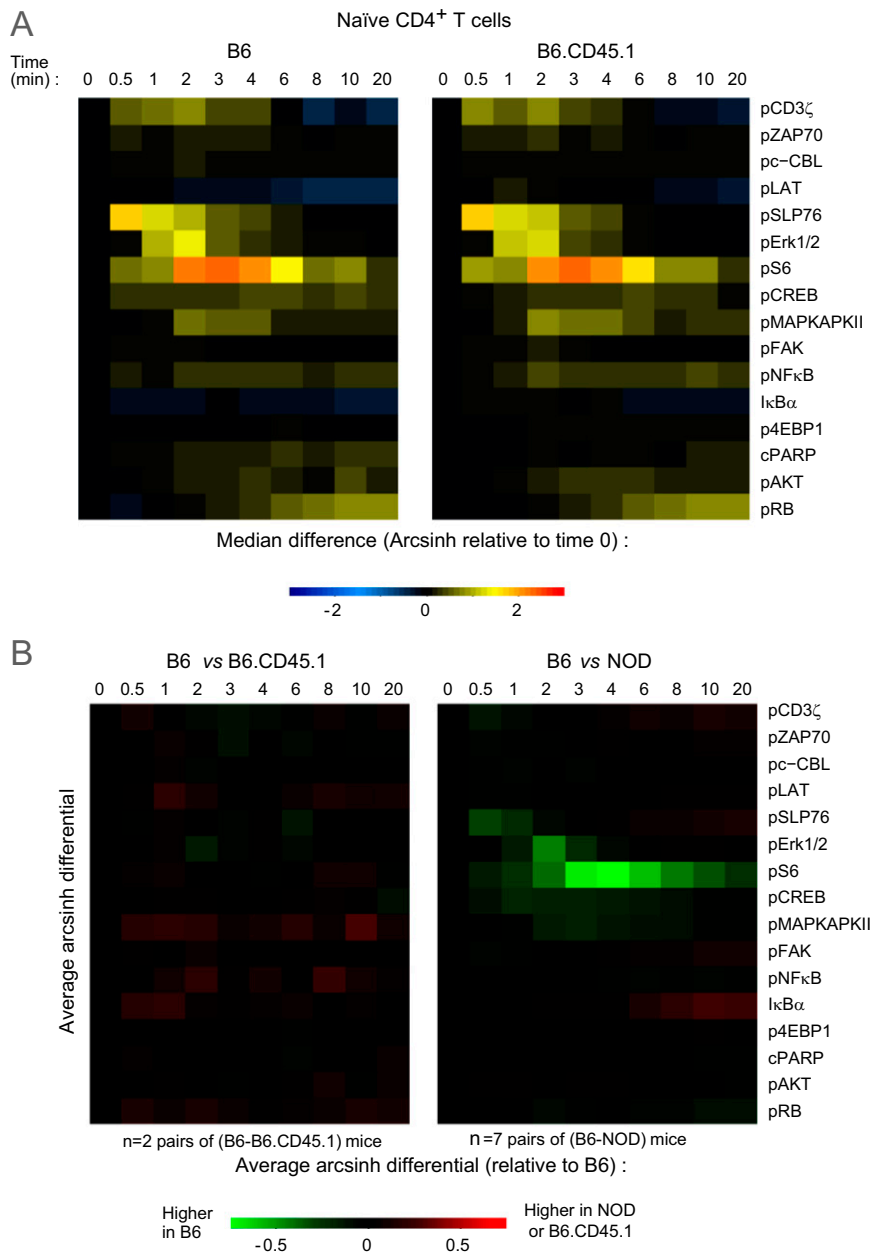 A
Naïve CD4+ T cells
B6
B6.CD45.1
Time
(min) :
0 0.5 1 2 3 4 6 8 10 20
0 0.5 1 2 3 4 6 8 10 20
pCD3ζ
pZAP70
pc−CBL
pLAT
pSLP76
pErk1/2
pS6
pCREB
pMAPKAPKII
pFAK
pNFκB
IκBα
p4EBP1
cPARP
pAKT
pRB
Median difference (Arcsinh relative to time 0) :
-2 0 2
B
B6 vs B6.CD45.1
B6 vs NOD
0 0.5 1 2 3 4 6 8 10 20
0 0.5 1 2 3 4 6 8 10 20
Average arcsinh differential
pCD3ζ
pZAP70
pc−CBL
pLAT
pSLP76
pErk1/2
pS6
pCREB
pMAPKAPKII
pFAK
pNFκB
IκBα
p4EBP1
cPARP
pAKT
pRB
n=2 pairs of (B6-B6.CD45.1) mice
n=7 pairs of (B6-NOD) mice
Average arcsinh differential (relative to B6) :
Higher
in B6
Higher in NOD
or B6.CD45.1
-0.5 0 0.5